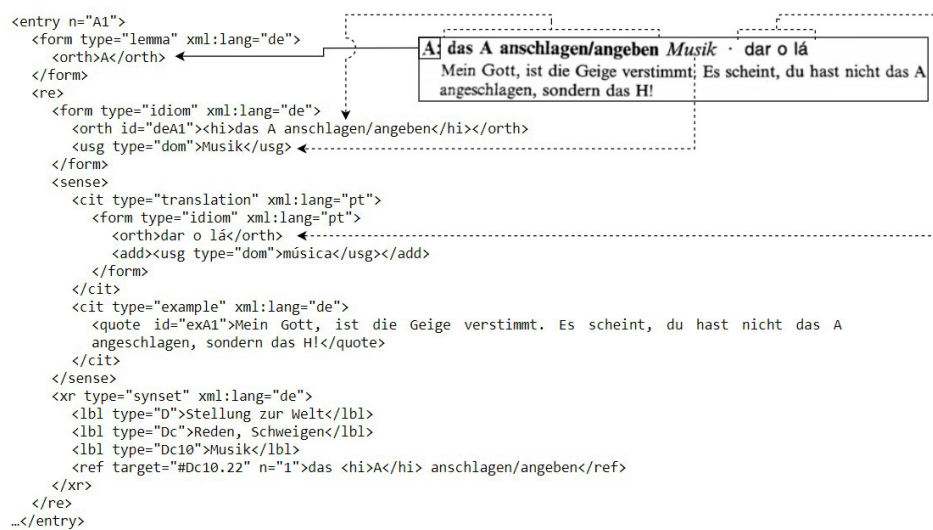 <entry n="A1">
<form type="lemma" xml:lang="de">
<orth>A</orth>
</form>
<re>
<form type="idiom" xml:lang="de">
<orth id="deA1"><hi>das A anschlagen/angeben</hi></orth>
<usg type="dom">Musik</usg>
</form>
<sense>
<cit type="translation" xml:lang="pt">
<form type="idiom" xml:lang="pt">
<orth>dar o lá</orth>
<add><usg type="dom">música</usg></add>
</form>
</cit>
<cit type="example" xml:lang="de">
<quote id="exA1">Mein Gott, ist die Geige verstimmt. Es scheint, du hast nicht das A
angeschlagen, sondern das H!</quote>
</cit>
</sense>
<xr type="synset" xml:lang="de">
<lbl type="D">Stellung zur Welt</lbl>
<lbl type="Dc">Reden, Schweigen</lbl>
<lbl type="Dc10">Musik</lbl>
<ref target="#Dc10.22" n="1">das <hi>A</hi> anschlagen/angeben</ref>
</xr>
</re>
…</entry>
A: das A anschlagen/angeben Musik · dar o lá
Mein Gott, ist die Geige verstimmt; Es scheint, du hast nicht das A
angeschlagen, sondern das H!